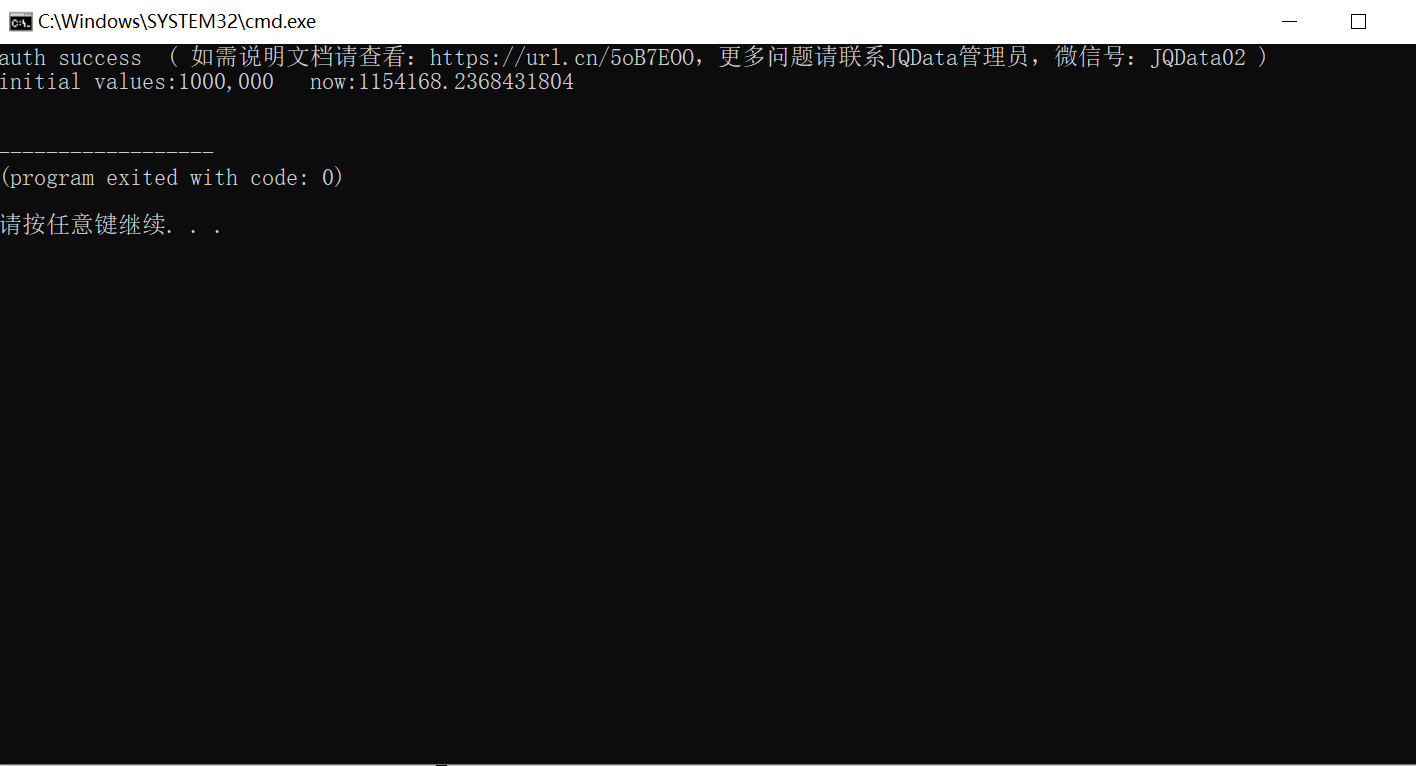 C:\Windows\SYSTEM32\cmd.exe
auth success （ 如需说明文档请查看：https://url.cn/5oB7EOO，更多问题请联系JQData管理员，微信号：JQData02 ）
initial values:1000,000   now:1154168.2368431804
------------------
(program exited with code: 0)
请按任意键继续. . .